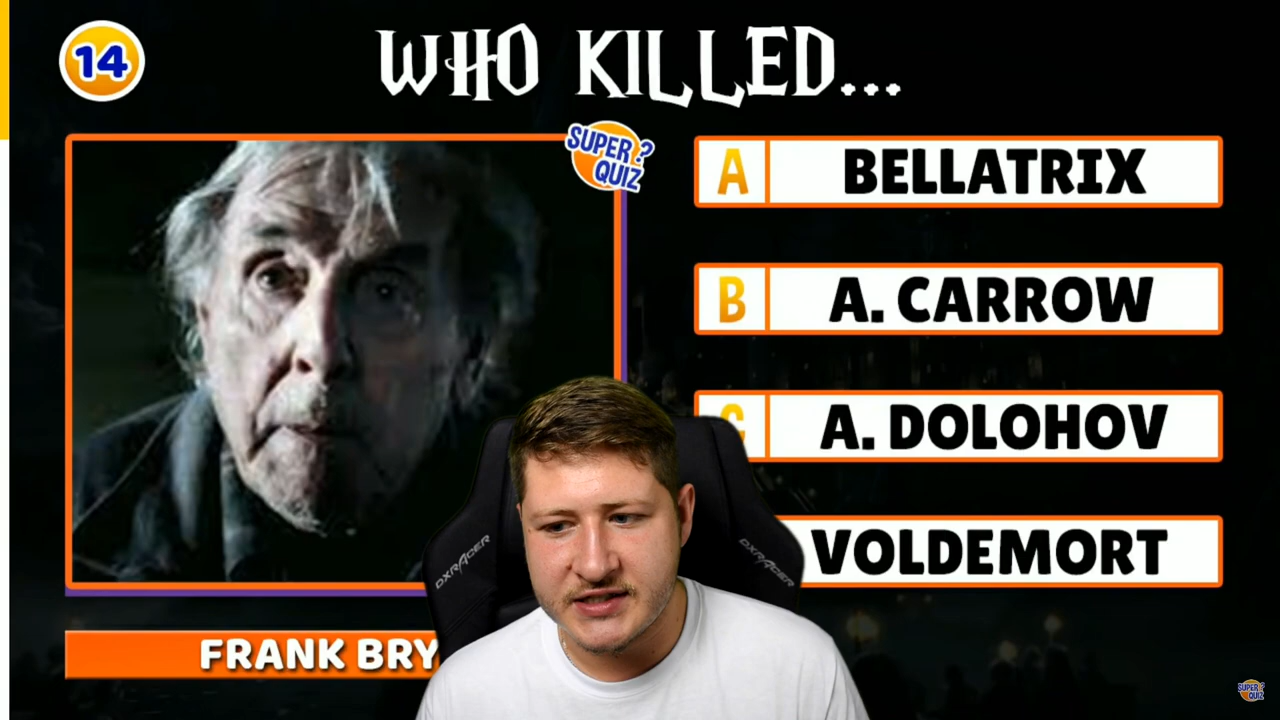 14
WHO KILLED...
SUPER ?
QUIZ
A BELLATRIX
B A. CARROW
A. DOLOHOV
VOLDEMORT
DXRACER
DXRACER
FRANK BRY
SUPER ?
QUIZ